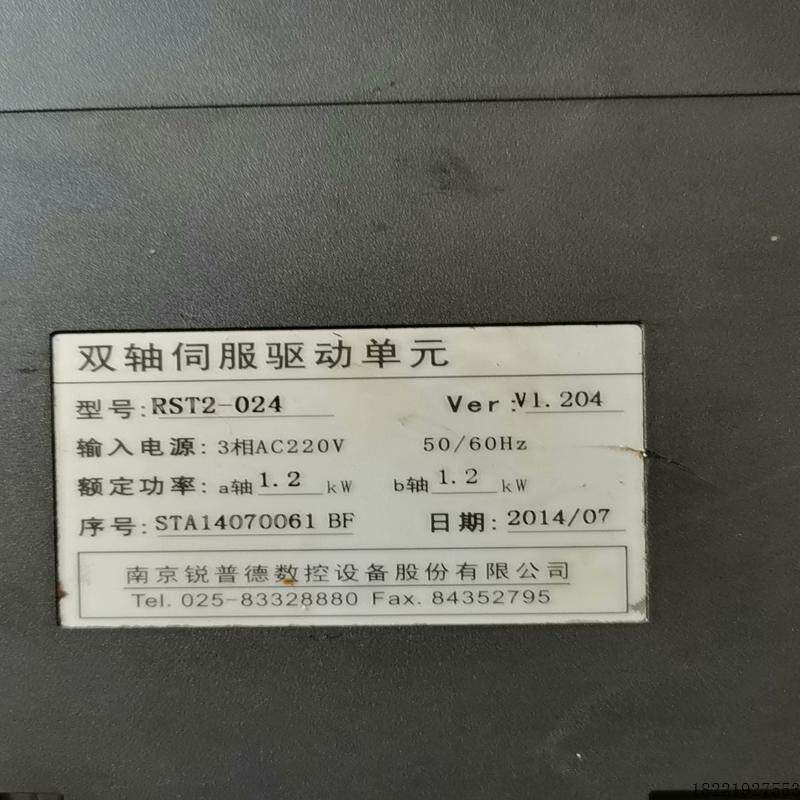 双轴伺服驱动单元
型号:RST2-024 Ver:V1.204
输入电源: 3相AC220V 50/60Hz
额定功率: a轴 1.2 kW b轴 1.2 kW
序号: STA14070061 BF 日期: 2014/07
南京锐普德数控设备股份有限公司
Tel. 025-83328880 Fax. 84352795
18221927553